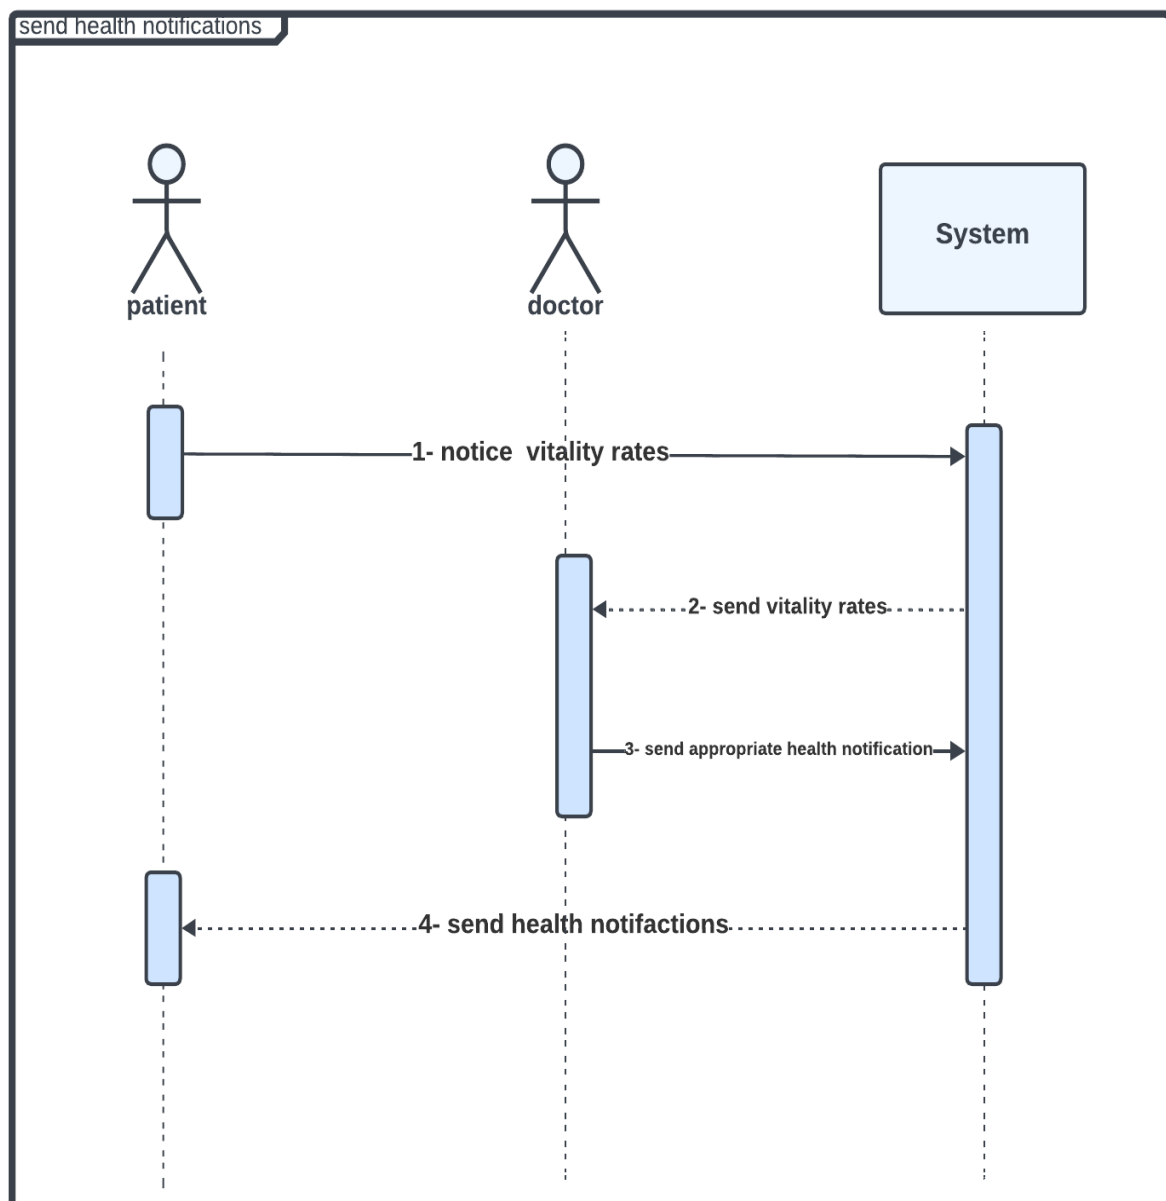 send health notifications
patient
doctor
System
1- notice  vitality rates
2- send vitality rates
3- send appropriate health notification
4- send health notifactions